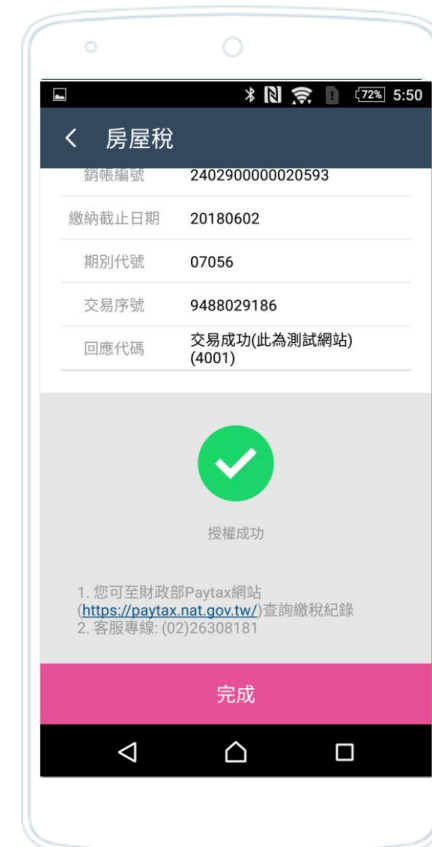 72% 5:50
房屋稅
銷帳編號 2402900000020593
繳納截止日期 20180602
期別代號 07056
交易序號 9488029186
回應代碼 交易成功(此為測試網站)
(4001)
授權成功
1. 您可至財政部Paytax網站
(https://paytax.nat.gov.tw/)查詢繳稅紀錄
2. 客服專線: (02)26308181
完成